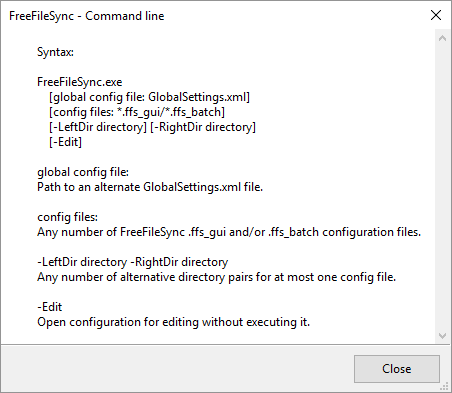 FreeFileSync - Command line
Syntax:
FreeFileSync.exe
[global config file: GlobalSettings.xml]
[config files: *.ffs_gui/*.ffs_batch]
[-LeftDir directory] [-RightDir directory]
[-Edit]
global config file:
Path to an alternate GlobalSettings.xml file.
config files:
Any number of FreeFileSync .ffs_gui and/or .ffs_batch configuration files.
-LeftDir directory -RightDir directory
Any number of alternative directory pairs for at most one config file.
-Edit
Open configuration for editing without executing it.
Close